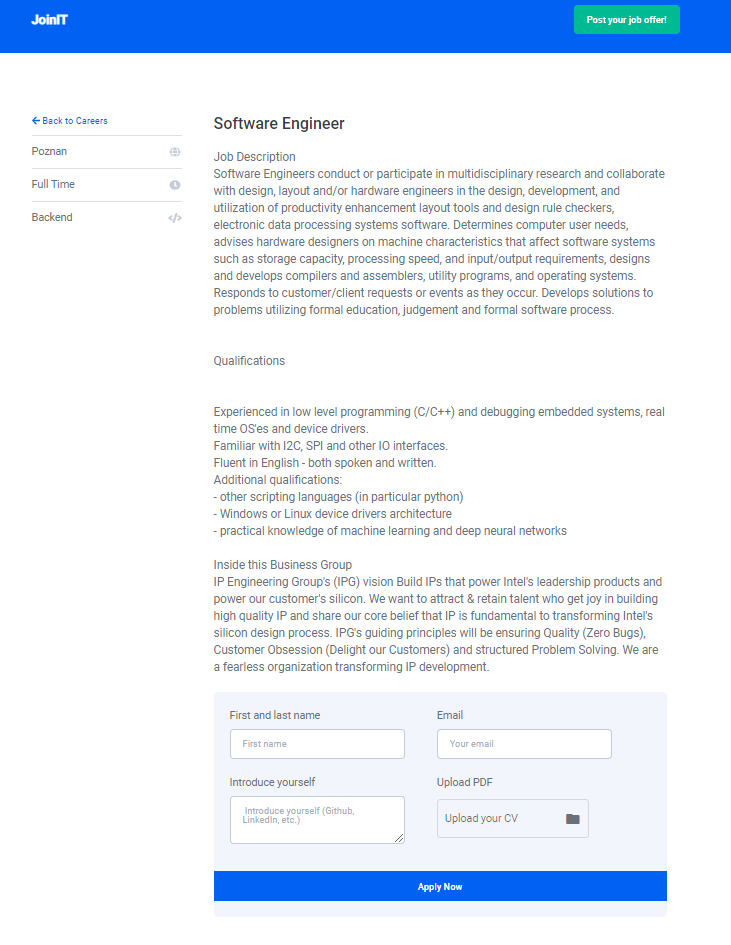 JoinIT
Post your job offer!
Back to Careers
Poznan
Full Time
Backend
Software Engineer
Job Description
Software Engineers conduct or participate in multidisciplinary research and collaborate
with design, layout and/or hardware engineers in the design, development, and
utilization of productivity enhancement layout tools and design rule checkers,
electronic data processing systems software. Determines computer user needs,
advises hardware designers on machine characteristics that affect software systems
such as storage capacity, processing speed, and input/output requirements, designs
and develops compilers and assemblers, utility programs, and operating systems.
Responds to customer/client requests or events as they occur. Develops solutions to
problems utilizing formal education, judgement and formal software process.
Qualifications
Experienced in low level programming (C/C++) and debugging embedded systems, real
time OS'es and device drivers.
Familiar with I2C, SPI and other IO interfaces.
Fluent in English - both spoken and written.
Additional qualifications:
- other scripting languages (in particular python)
- Windows or Linux device drivers architecture
- practical knowledge of machine learning and deep neural networks
Inside this Business Group
IP Engineering Group's (IPG) vision Build IPs that power Intel's leadership products and
power our customer's silicon. We want to attract & retain talent who get joy in building
high quality IP and share our core belief that IP is fundamental to transforming Intel's
silicon design process. IPG's guiding principles will be ensuring Quality (Zero Bugs),
Customer Obsession (Delight our Customers) and structured Problem Solving. We are
a fearless organization transforming IP development.
First and last name
First name
Email
Your email
Introduce yourself
Introduce yourself (Github,
LinkedIn, etc.)
Upload PDF
Upload your CV
Apply Now